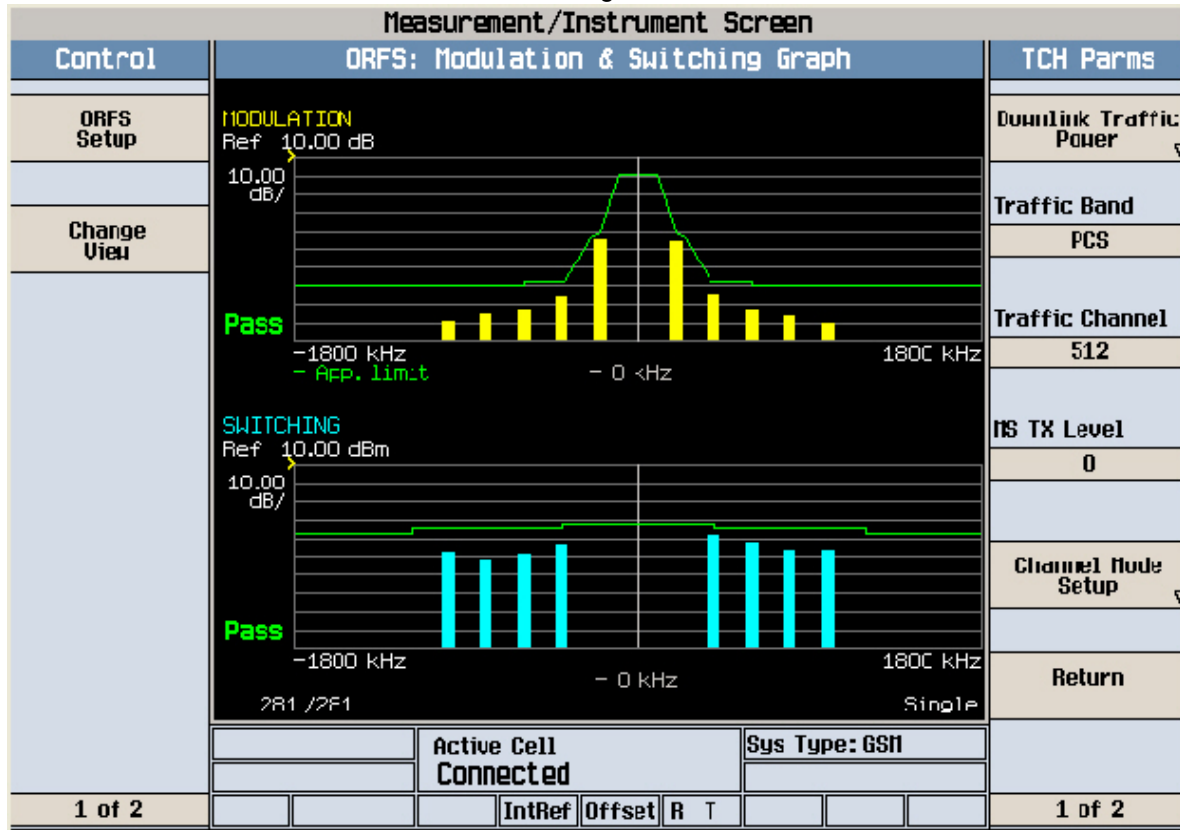 Measurement/Instrument Screen
Control
ORFS: Modulation & Switching Graph
TCH Parms
ORFS
Setup
Change
View
1 of 2
MODULATION
Ref 10.00 dB
10.00
dB/
Pass
-1800 kHz
1800 kHz
- App. limit
- 0 kHz
SWITCHING
Ref 10.00 dBm
10.00
dB/
Pass
-1800 kHz
1800 kHz
- 0 kHz
Single
Active Cell
Connected
Sys Type: GSM
IntRef
Offset
R T
Downlink Traffic
Power
Traffic Band
PCS
Traffic Channel
512
MS TX Level
0
Channel Mode
Setup
Return
1 of 2